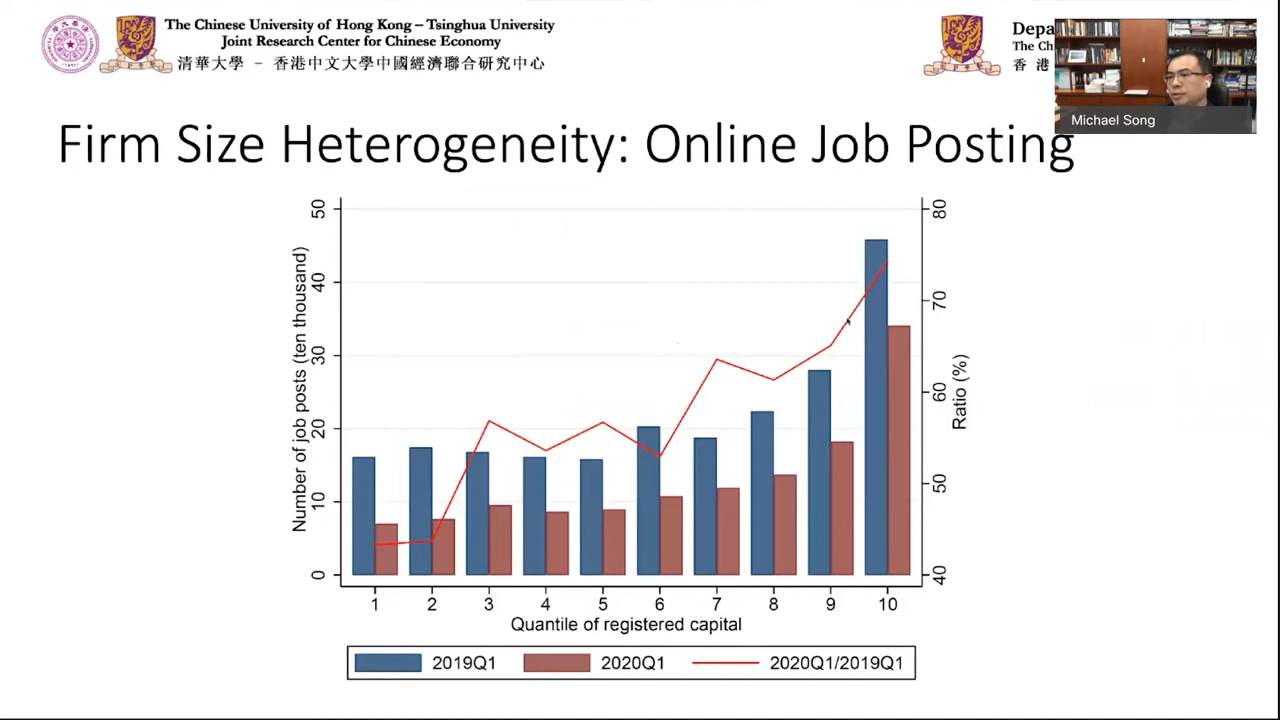 The Chinese University of Hong Kong – Tsinghua University
Joint Research Center for Chinese Economy
清華大學 – 香港中文大學中國經濟聯合研究中心
The
香港
Michael Song
Firm Size Heterogeneity: Online Job Posting
Number of job posts (ten thousand)
50
40
30
20
10
0
80
70
60
50
40
Ratio (%)
1 2 3 4 5 6 7 8 9 10
Quantile of registered capital
2019Q1 2020Q1 2020Q1/2019Q1